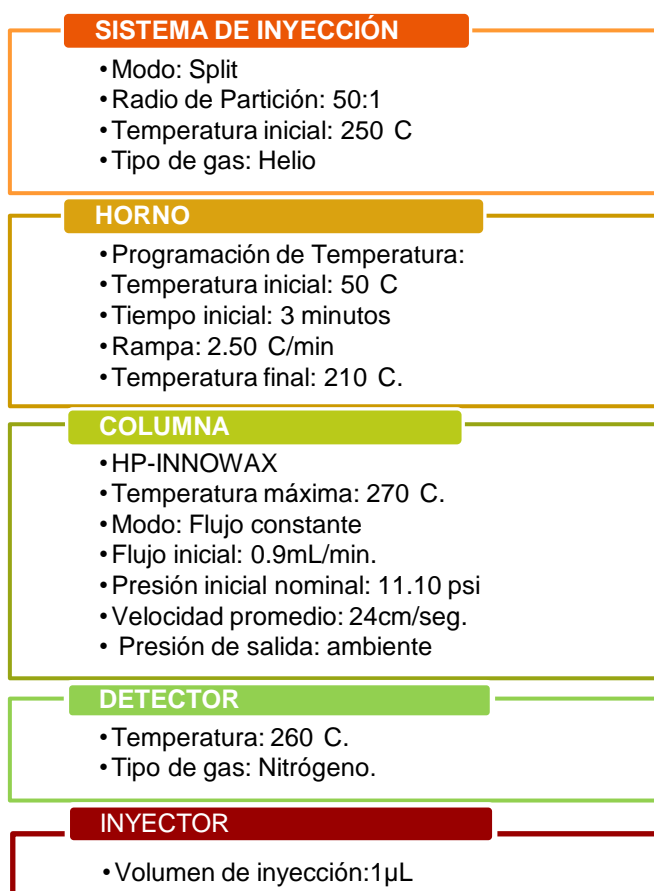 SISTEMA DE INYECCIÓN
•Modo: Split
•Radio de Partición: 50:1
•Temperatura inicial: 250 C
•Tipo de gas: Helio
HORNO
•Programación de Temperatura:
•Temperatura inicial: 50 C
•Tiempo inicial: 3 minutos
•Rampa: 2.50 C/min
•Temperatura final: 210 C.
COLUMNA
•HP-INNOWAX
•Temperatura máxima: 270 C.
•Modo: Flujo constante
•Flujo inicial: 0.9mL/min.
•Presión inicial nominal: 11.10 psi
•Velocidad promedio: 24cm/seg.
• Presión de salida: ambiente
DETECTOR
•Temperatura: 260 C.
•Tipo de gas: Nitrógeno.
INYECTOR
•Volumen de inyección:1µL